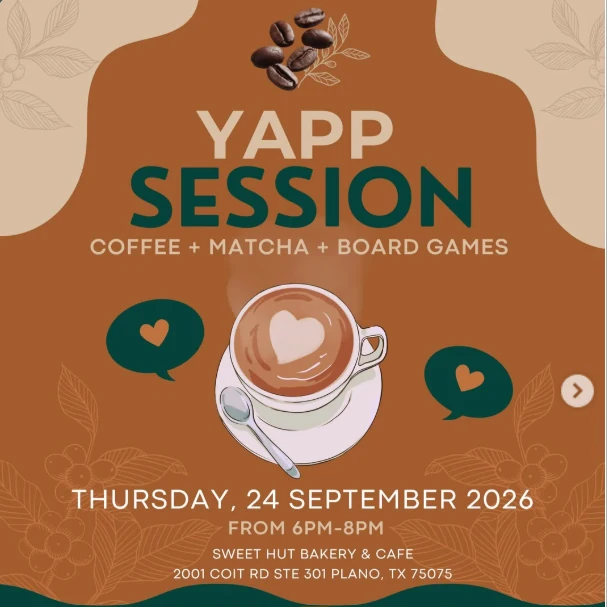 YAPP
SESSION
COFFEE + MATCHA + BOARD GAMES
THURSDAY, 24 SEPTEMBER 2026
FROM 6PM-8PM
SWEET HUT BAKERY & CAFE
2001 COIT RD STE 301 PLANO, TX 75075